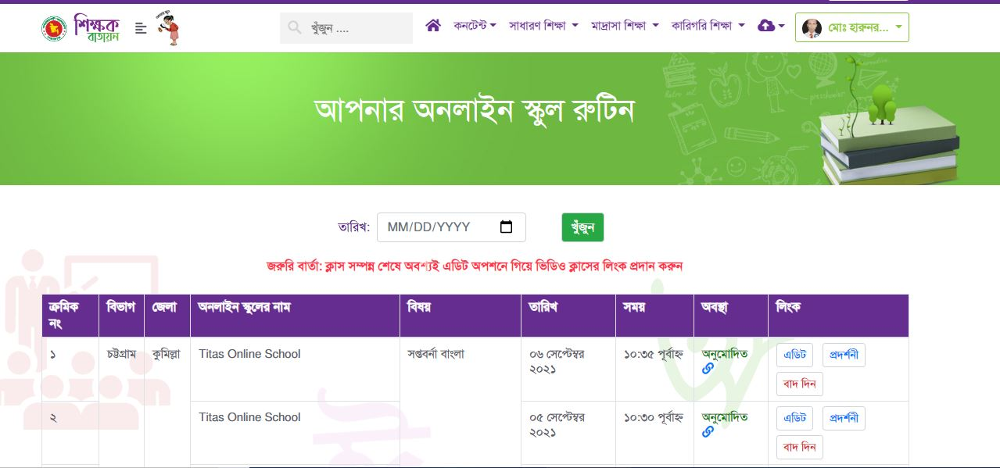 শিক্ষক
বাতায়ন
খুঁজুন ....
কনটেন্ট
সাধারণ শিক্ষা
মাদ্রাসা শিক্ষা
কারিগরি শিক্ষা
মোঃ হারুনর...
আপনার অনলাইন স্কুল রুটিন
তারিখ: MM/DD/YYYY খুঁজুন
জরুরি বার্তা: ক্লাস সম্পন্ন শেষে অবশ্যই এডিট অপশনে গিয়ে ভিডিও ক্লাসের লিংক প্রদান করুন
ক্রমিক নং বিভাগ জেলা অনলাইন স্কুলের নাম বিষয় তারিখ সময় অবস্থা লিংক
১ চট্টগ্রাম কুমিল্লা Titas Online School সপ্তবর্না বাংলা ০৬ সেপ্টেম্বর ২০২১ ১০:৩৫ পূর্বাহ্ন অনুমোদিত এডিট প্রদর্শনী
বাদ দিন
২ Titas Online School ০৫ সেপ্টেম্বর ২০২১ ১০:৩০ পূর্বাহ্ন অনুমোদিত এডিট প্রদর্শনী
বাদ দিন